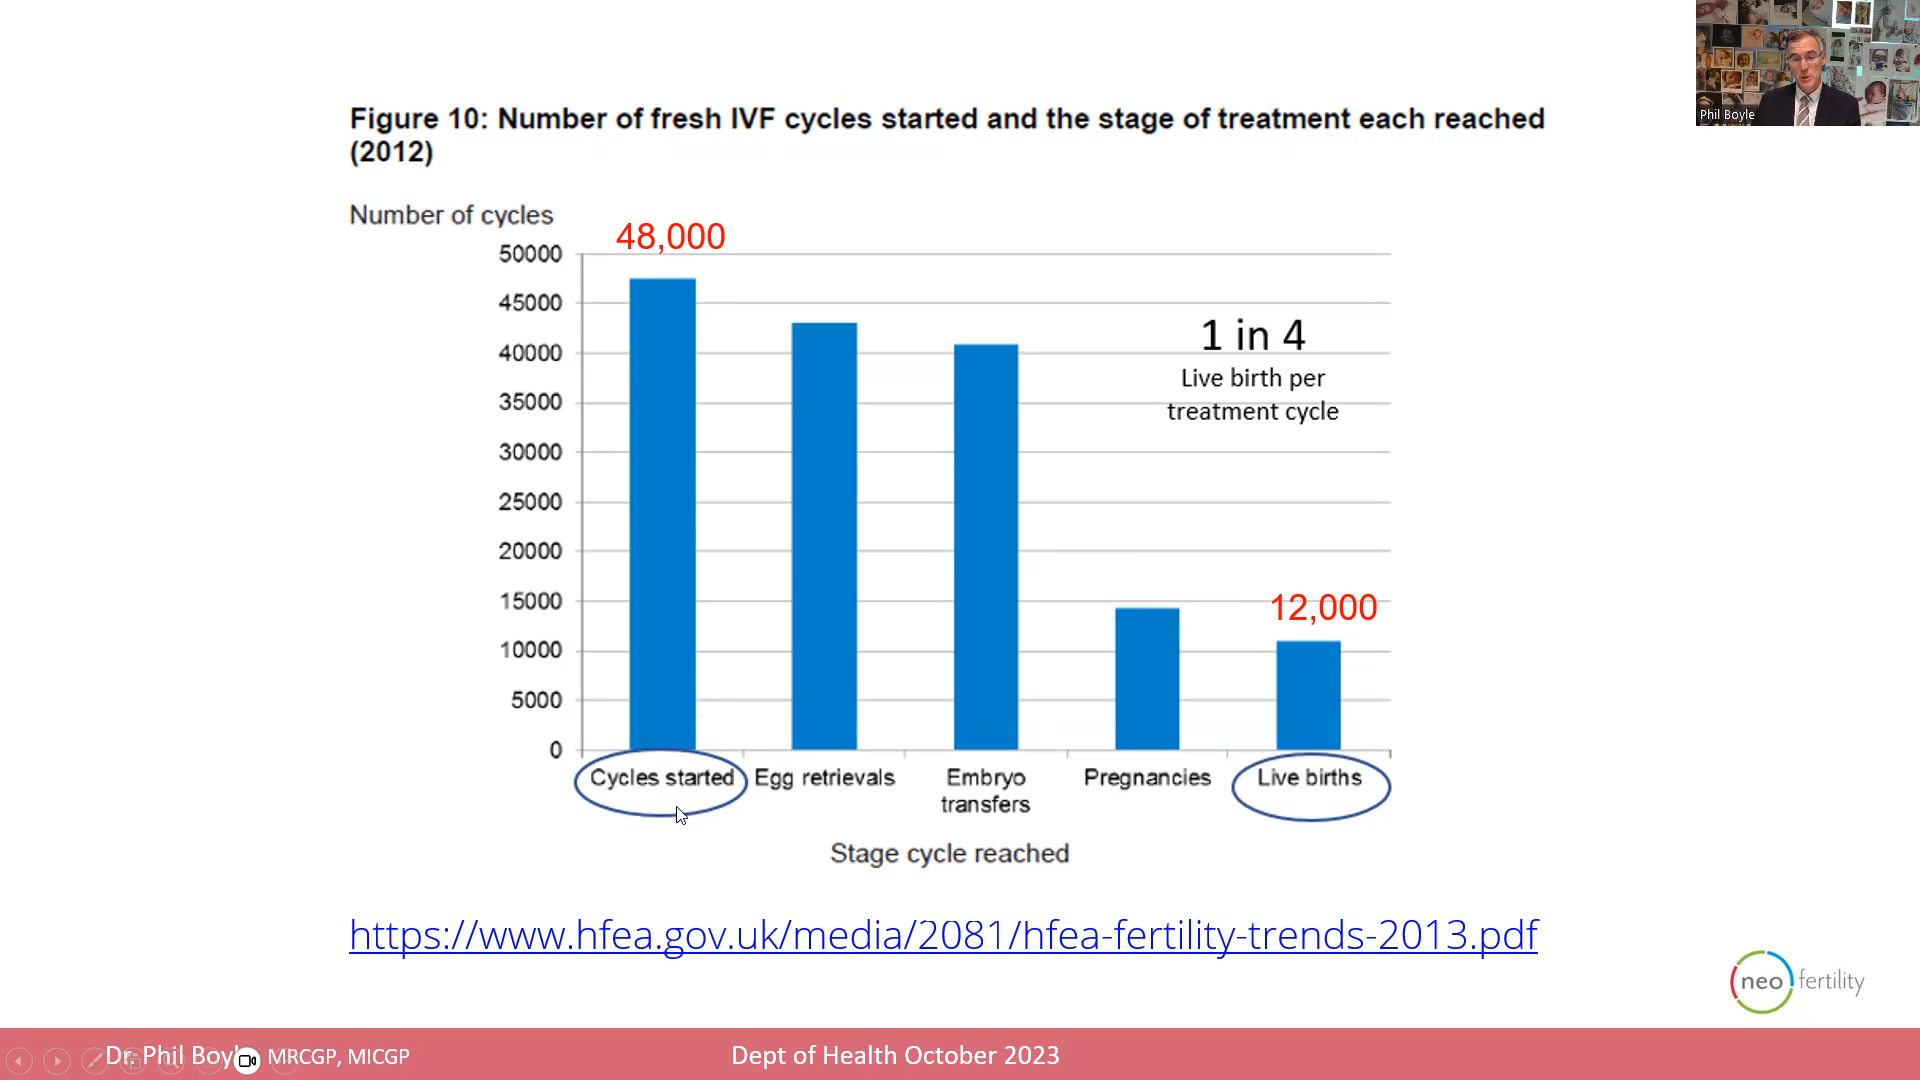 Phil Boyle
Figure 10: Number of fresh IVF cycles started and the stage of treatment each reached
(2012)
Number of cycles
48,000
50000
45000
40000
35000
30000
25000
20000
15000
10000
5000
0
1 in 4
Live birth per
treatment cycle
12,000
Cycles started
Egg retrievals
Embryo
transfers
Pregnancies
Live births
Stage cycle reached
https://www.hfea.gov.uk/media/2081/hfea-fertility-trends-2013.pdf
neo fertility
Dr. Phil Boyle MRCGP, MICGP
Dept of Health October 2023